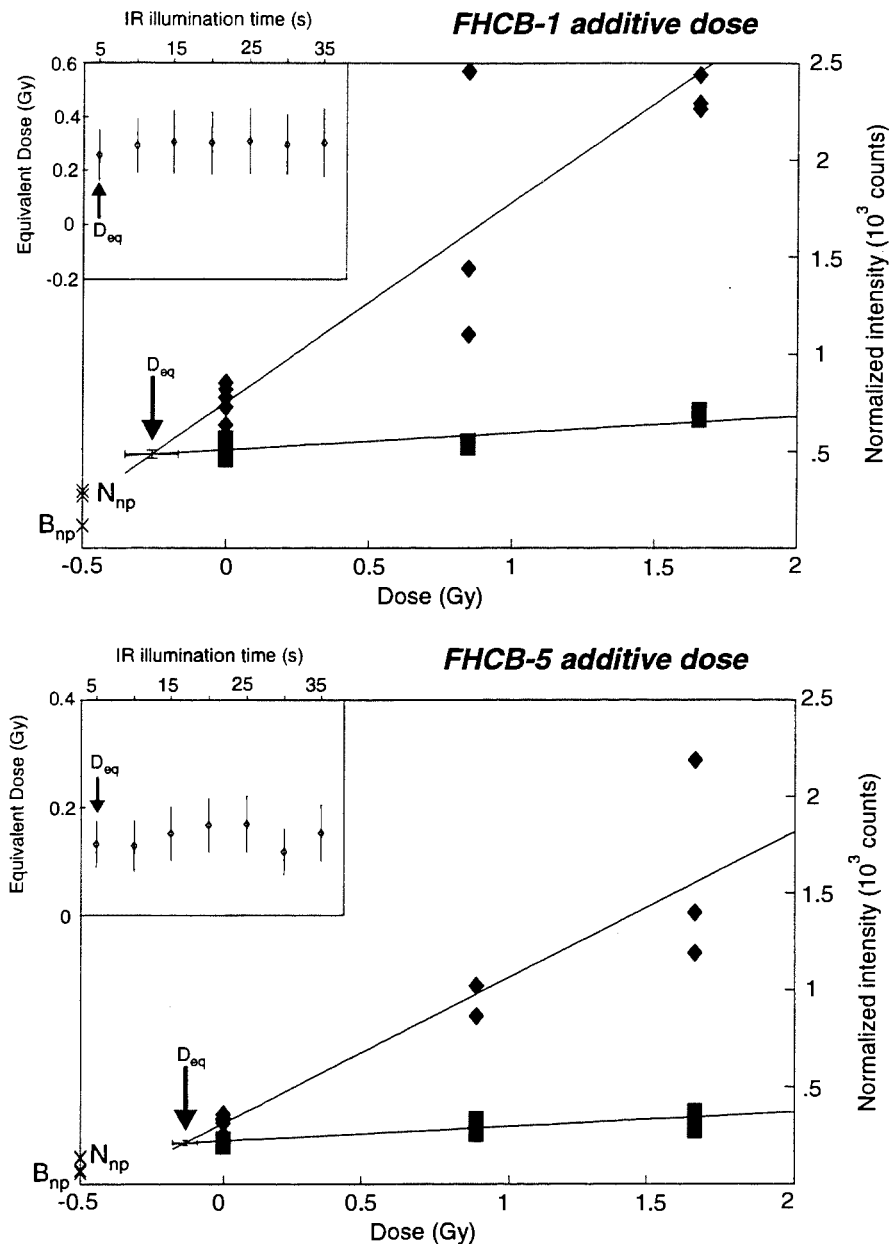 IR illumination time (s)
FHCB-1 additive dose
5 15 25 35
0.6
0.4
0.2
0
-0.2
Equivalent Dose (Gy)
D_eq
D_eq
N_np
B_np
2.5
2
1.5
1
.5
Normalized intensity (10³ counts)
-0.5 0 0.5 1 1.5 2
Dose (Gy)
IR illumination time (s)
FHCB-5 additive dose
5 15 25 35
0.4
0.2
0
Equivalent Dose (Gy)
D_eq
D_eq
N_np
B_np
2.5
2
1.5
1
.5
Normalized intensity (10³ counts)
-0.5 0 0.5 1 1.5 2
Dose (Gy)